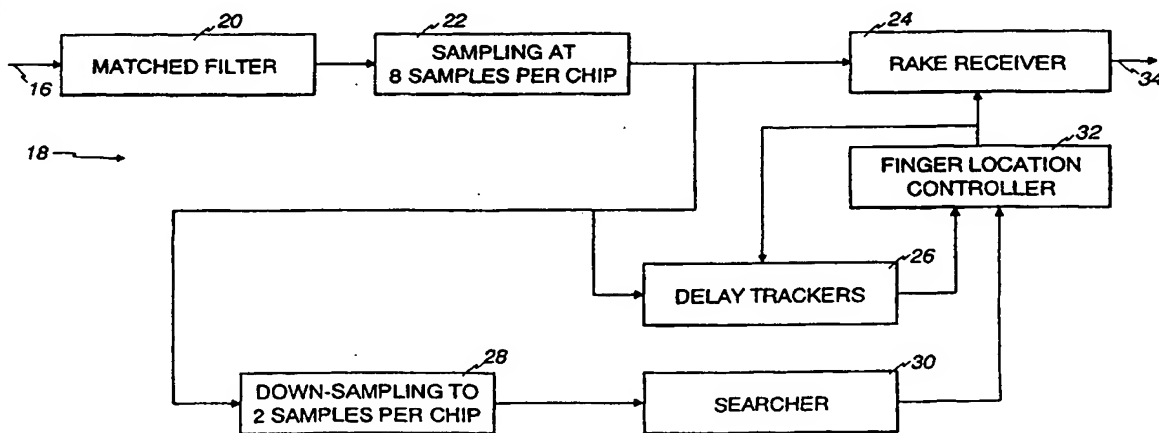 20
22
24
MATCHED FILTER
SAMPLING AT
8 SAMPLES PER CHIP
RAKE RECEIVER
16
34
18
32
FINGER LOCATION
CONTROLLER
26
DELAY TRACKERS
28
30
DOWN-SAMPLING TO
2 SAMPLES PER CHIP
SEARCHER